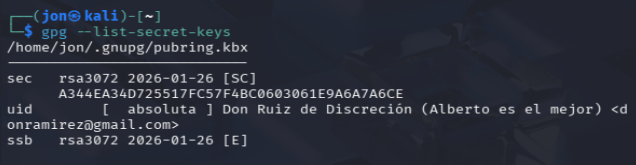 ┌──(jon㉿kali)-[~]
└─$ gpg --list-secret-keys
/home/jon/.gnupg/pubring.kbx
------------------------------
sec   rsa3072 2026-01-26 [SC]
      A344EA34D725517FC57F4BC0603061E9A6A7A6CE
uid        [  absoluta ] Don Ruiz de Discreción (Alberto es el mejor) <d
onramirez@gmail.com>
ssb   rsa3072 2026-01-26 [E]